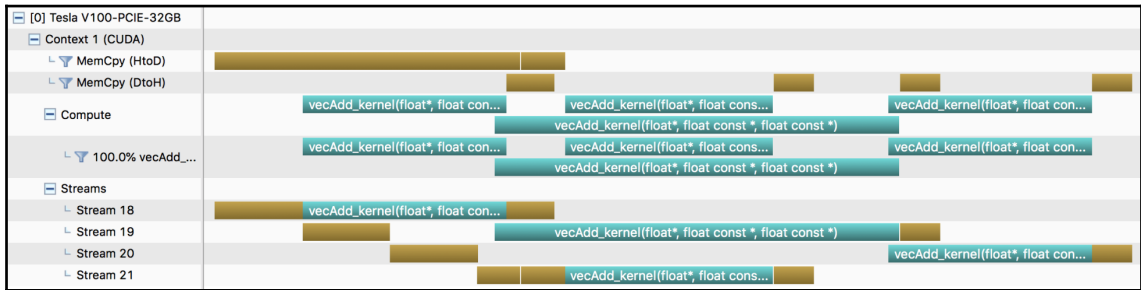 [0] Tesla V100-PCIE-32GB
Context 1 (CUDA)
MemCpy (HtoD)
MemCpy (DtoH)
Compute
vecAdd_kernel(float*, float con...
vecAdd_kernel(float*, float cons...
vecAdd_kernel(float*, float con...
vecAdd_kernel(float*, float const *, float const *)
100.0% vecAdd_...
vecAdd_kernel(float*, float con...
vecAdd_kernel(float*, float cons...
vecAdd_kernel(float*, float con...
vecAdd_kernel(float*, float const *, float const *)
Streams
Stream 18
vecAdd_kernel(float*, float con...
Stream 19
vecAdd_kernel(float*, float const *, float const *)
Stream 20
vecAdd_kernel(float*, float con...
Stream 21
vecAdd_kernel(float*, float cons...